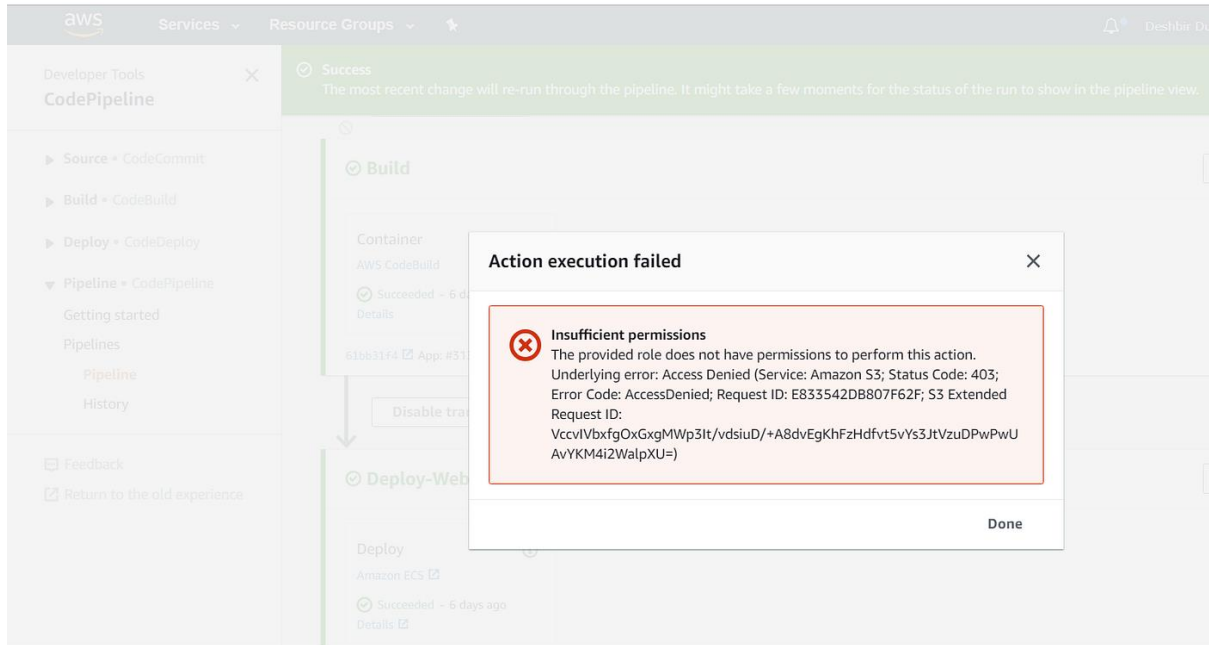 aws
Services
Resource Groups
Deshbir
Developer Tools
CodePipeline
Success
The most recent change will re-run through the pipeline. It might take a few moments for the status of the run to show in the pipeline view.
Source • CodeCommit
Build • CodeBuild
Deploy • CodeDeploy
Pipeline • CodePipeline
Getting started
Pipelines
Pipeline
History
Feedback
Return to the old experience
Build
Container
AWS CodeBuild
Succeeded – 6 d
Details
61bb31f4 App: #31
Disable tra
Deploy-Web
Deploy
Amazon ECS
Succeeded – 6 days ago
Details
Action execution failed
Insufficient permissions
The provided role does not have permissions to perform this action.
Underlying error: Access Denied (Service: Amazon S3; Status Code: 403;
Error Code: AccessDenied; Request ID: E833542DB807F62F; S3 Extended
Request ID:
VccvIVbxfgOxGxgMWp3It/vdsiuD/+A8dvEgKhFzHdfvt5vYs3JtVzuDPwPwU
AvYKM4i2WalpXU=)
Done